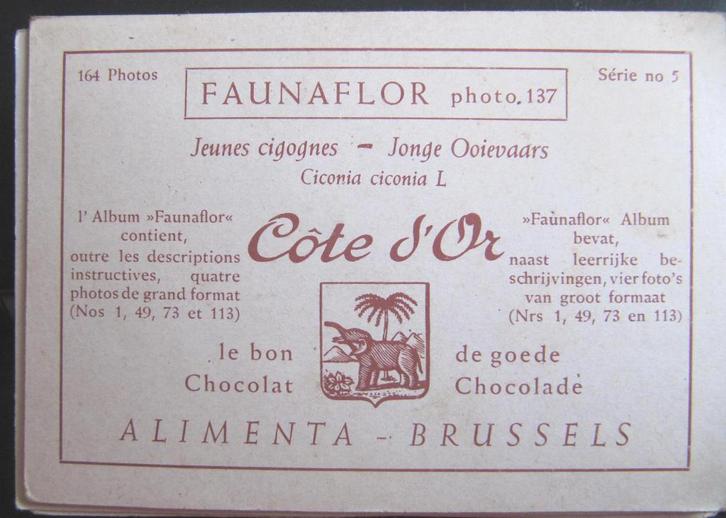 164 Photos
FAUNAFLOR photo. 137
Série no 5
Jeunes cigognes - Jonge Ooievaars
Ciconia ciconia L
l'Album »Faunaflor«
contient,
outre les descriptions
instructives, quatre
photos de grand format
(Nos 1, 49, 73 et 113)
Côte d'Or
»Faunaflor« Album
bevat,
naast leerrijke be-
schrijvingen, vier foto's
van groot formaat
(Nrs 1, 49, 73 en 113)
le bon
Chocolat
de goede
Chocolade
ALIMENTA - BRUSSELS